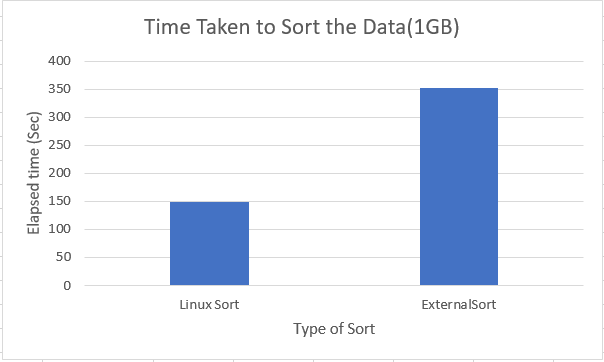 Time Taken to Sort the Data(1GB)
400
350
300
250
200
150
100
50
0
Elapsed time (Sec)
Linux Sort
ExternalSort
Type of Sort